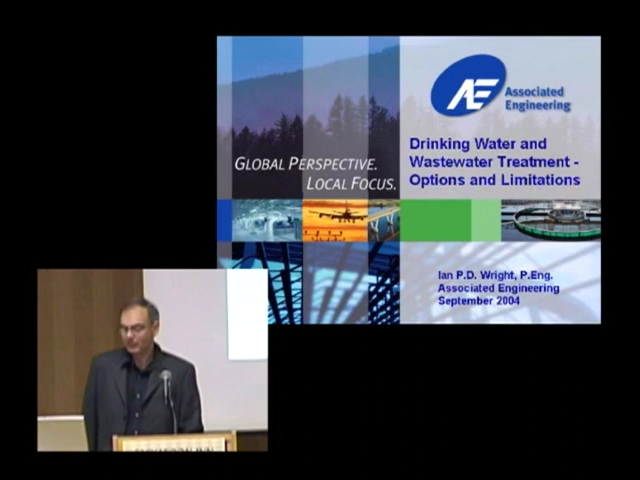 AE
Associated
Engineering
Drinking Water and
Wastewater Treatment -
Options and Limitations
GLOBAL PERSPECTIVE.
LOCAL FOCUS.
Ian P.D. Wright, P.Eng.
Associated Engineering
September 2004